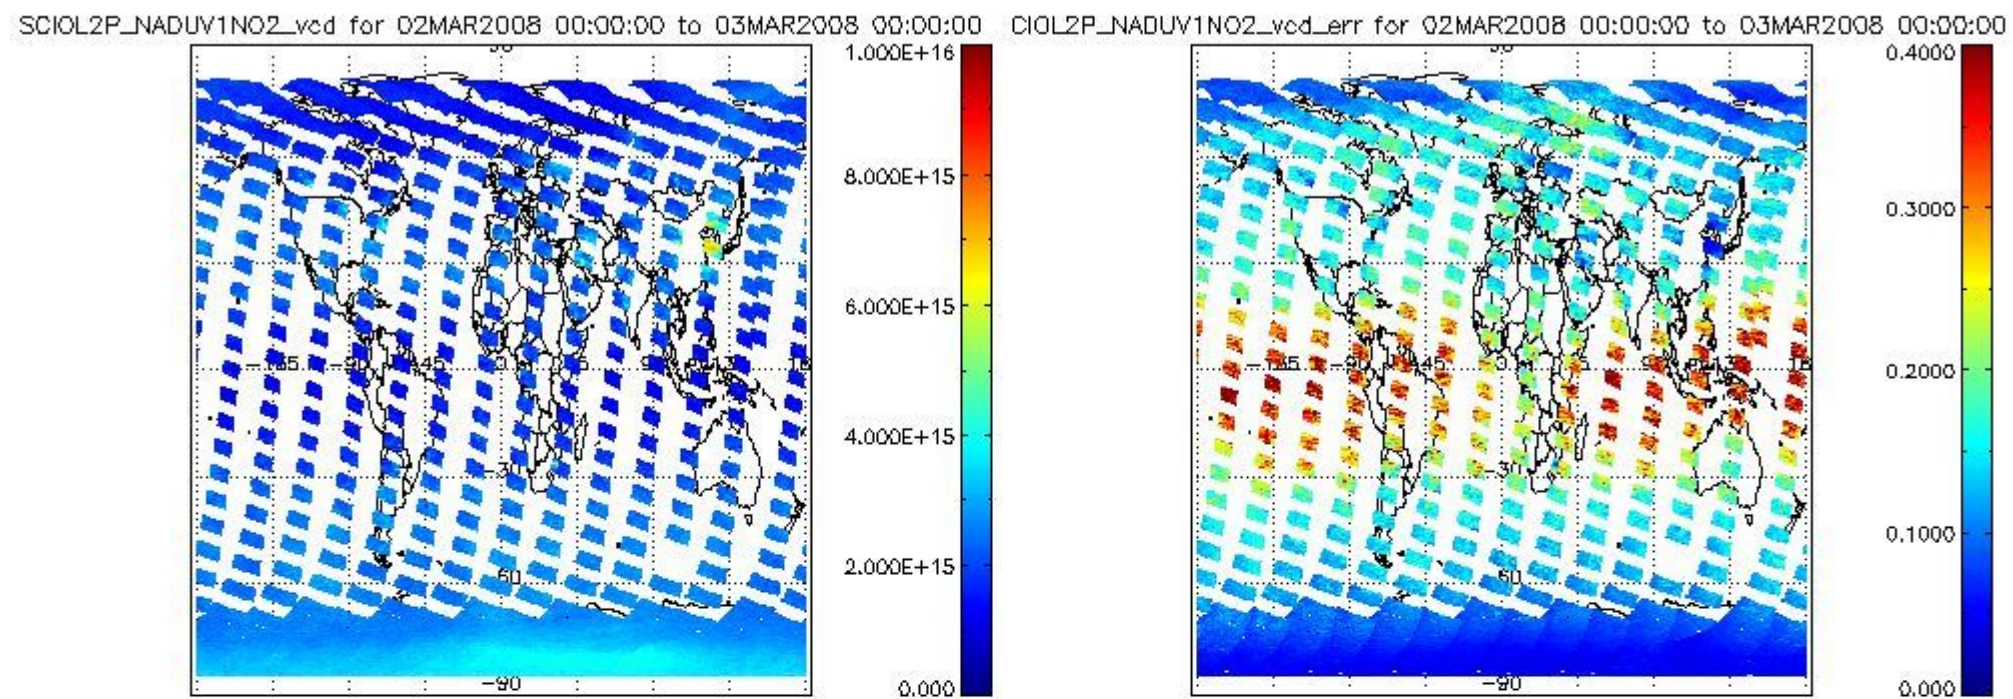 SCIOL2P_NADUV1NO2_vcd for 02MAR2008 00:00:00 to 03MAR2008 00:00:00
1.000E+16
8.000E+15
6.000E+15
4.000E+15
2.000E+15
0.000
-90
CIOL2P_NADUV1NO2_vcd_err for 02MAR2008 00:00:00 to 03MAR2008 00:00:00
0.4000
0.3000
0.2000
0.1000
0.000
-90